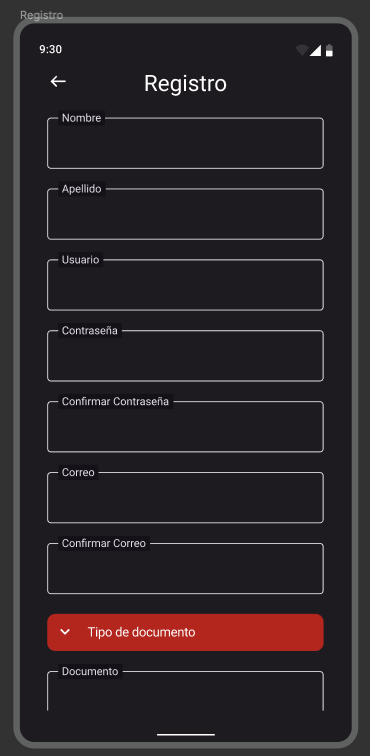 Registro
9:30
Registro
Nombre
Apellido
Usuario
Contraseña
Confirmar Contraseña
Correo
Confirmar Correo
Tipo de documento
Documento